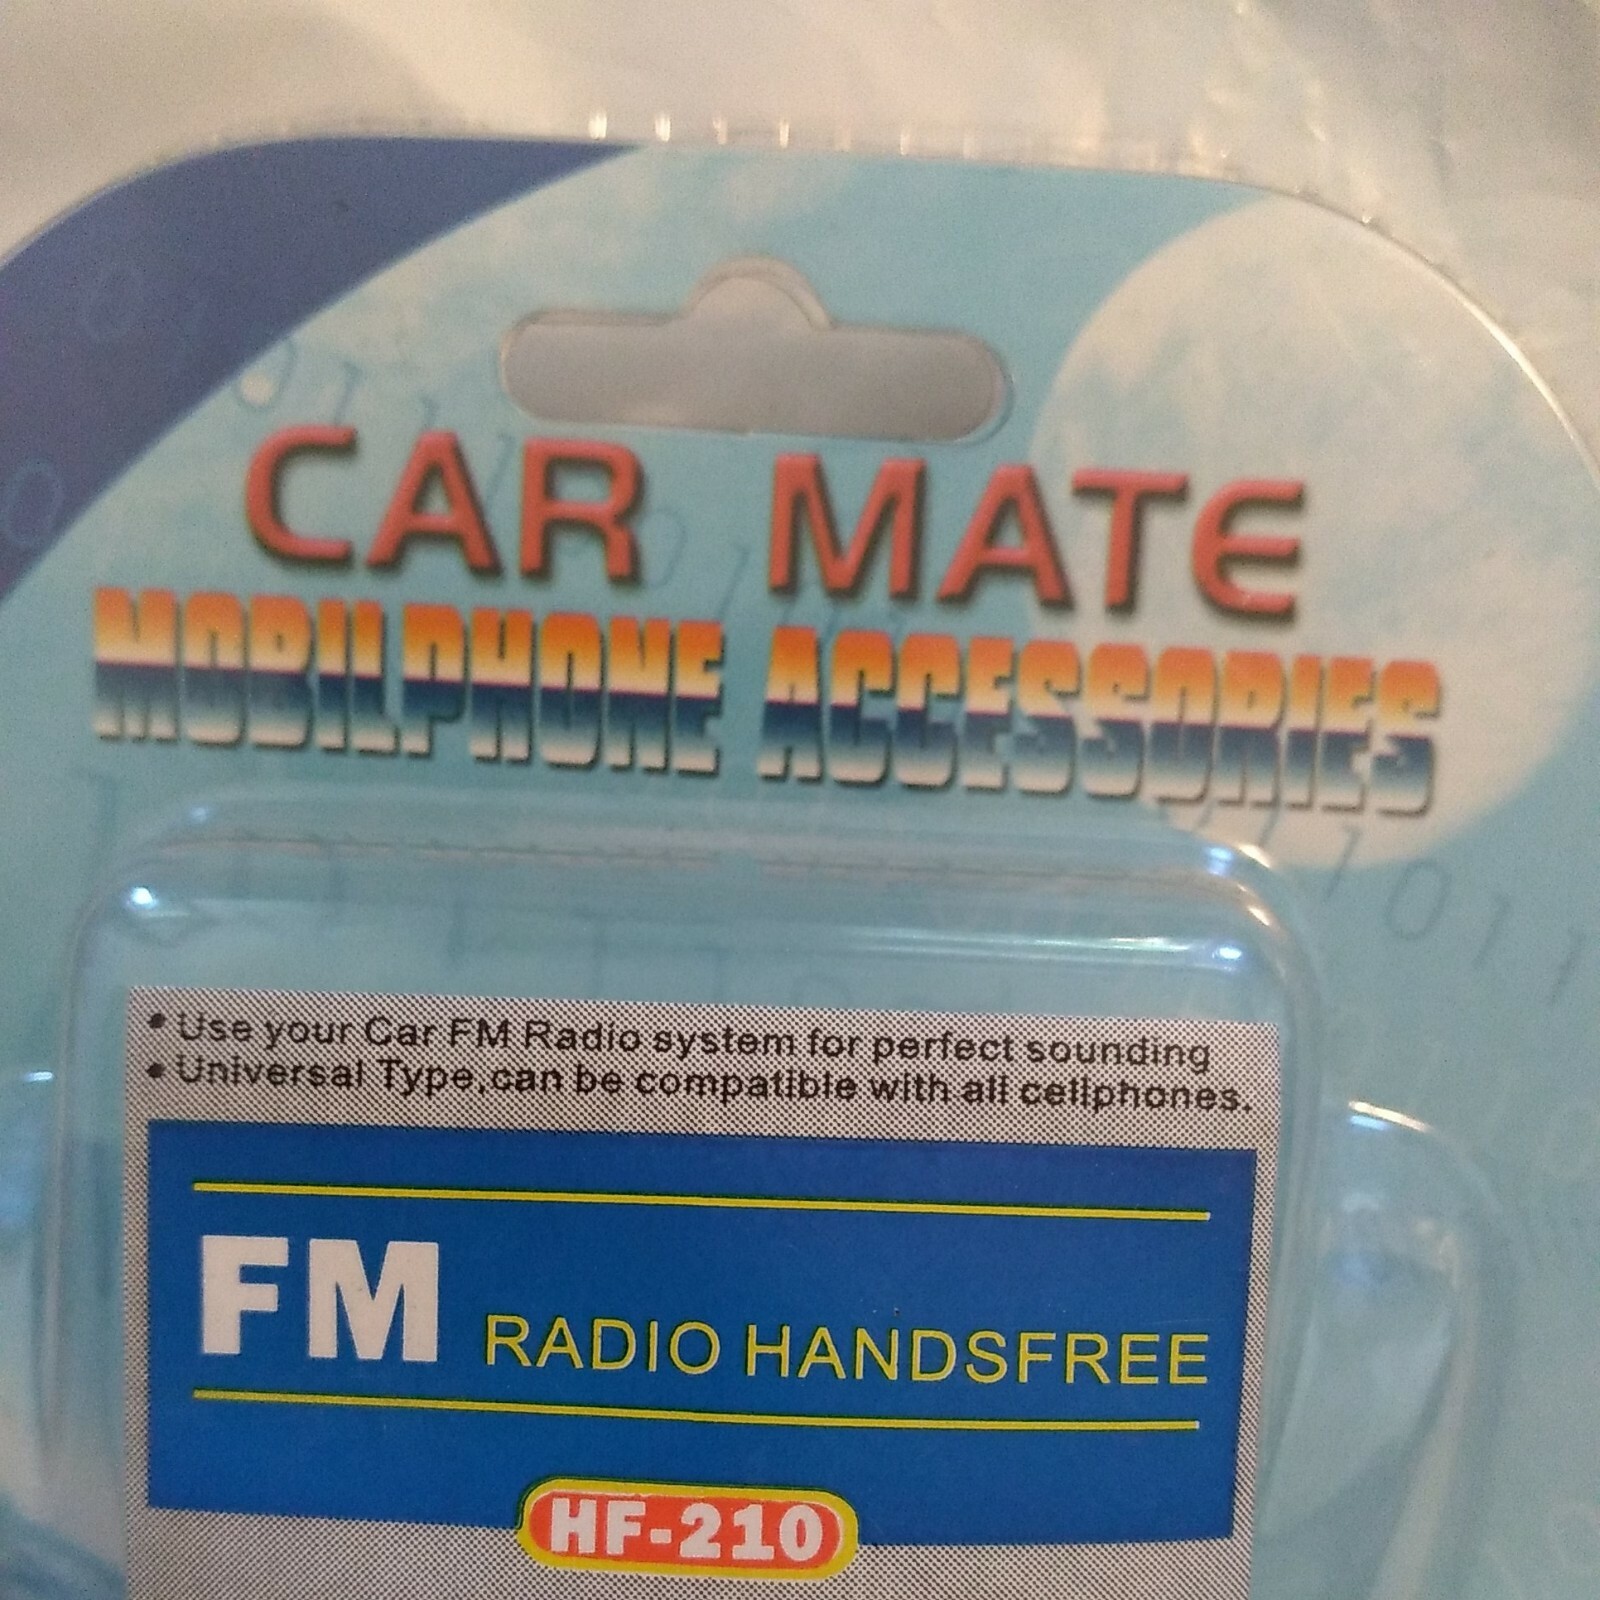 CAR MATE
MOBILPHONE ACCESSORIES
• Use your Car FM Radio system for perfect sounding
• Universal Type,can be compatible with all cellphones.
FM RADIO HANDSFREE
HF-210